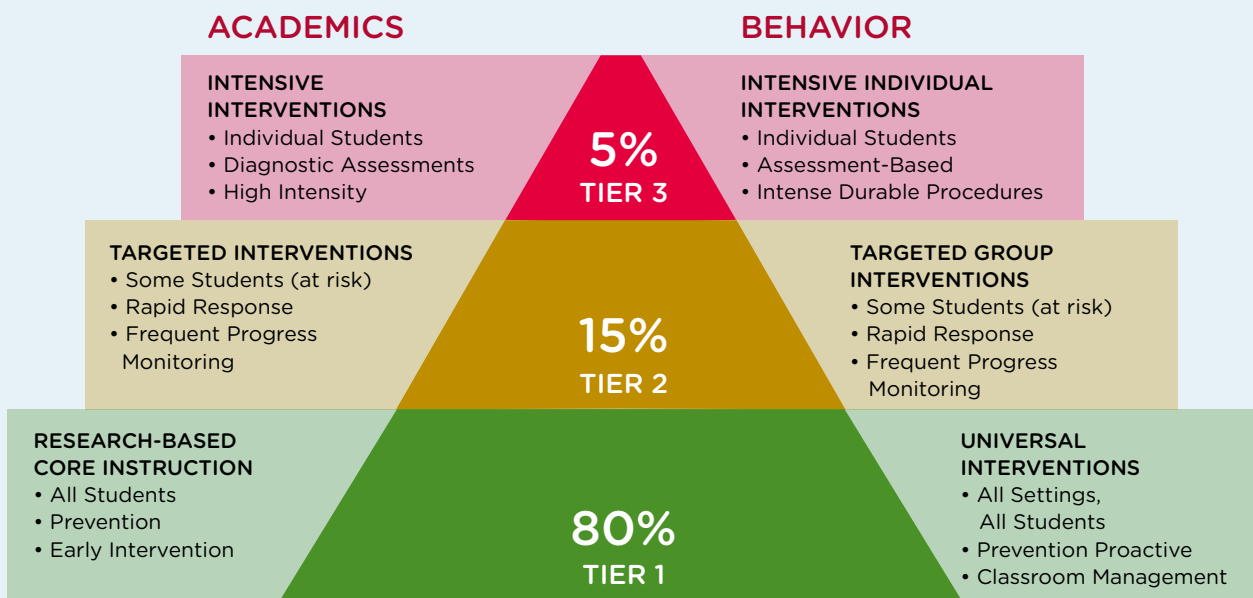 ACADEMICS
BEHAVIOR
INTENSIVE
INTERVENTIONS
• Individual Students
• Diagnostic Assessments
• High Intensity
5%
TIER 3
INTENSIVE INDIVIDUAL
INTERVENTIONS
• Individual Students
• Assessment-Based
• Intense Durable Procedures
TARGETED INTERVENTIONS
• Some Students (at risk)
• Rapid Response
• Frequent Progress
Monitoring
15%
TIER 2
TARGETED GROUP
INTERVENTIONS
• Some Students (at risk)
• Rapid Response
• Frequent Progress
Monitoring
RESEARCH-BASED
CORE INSTRUCTION
• All Students
• Prevention
• Early Intervention
80%
TIER 1
UNIVERSAL
INTERVENTIONS
• All Settings,
All Students
• Prevention Proactive
• Classroom Management